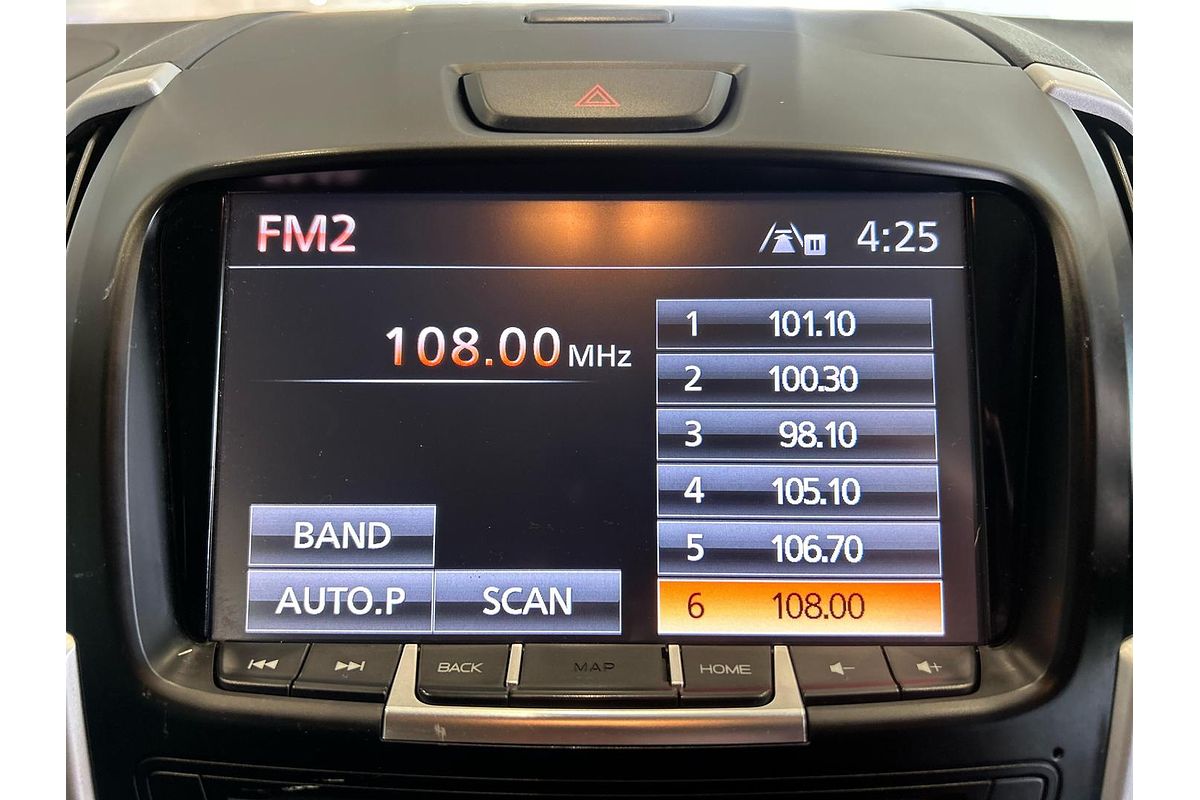 FM2 4:25
108.00 MHz
1 101.10
2 100.30
3 98.10
4 105.10
5 106.70
6 108.00
BAND
AUTO.P SCAN
BACK MAP HOME